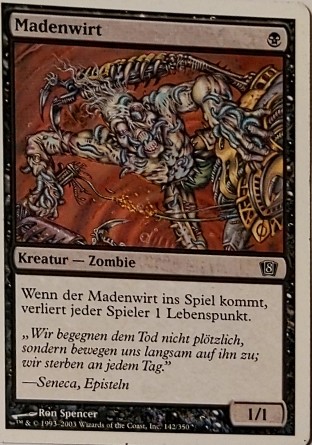 Madenwirt
Kreatur — Zombie
8
Wenn der Madenwirt ins Spiel kommt,
verliert jeder Spieler 1 Lebenspunkt.
„Wir begegnen dem Tod nicht plötzlich,
sondern bewegen uns langsam auf ihn zu;
wir sterben an jedem Tag.”
—Seneca, Episteln
Ron Spencer
™ & © 1993–2003 Wizards of the Coast, Inc. 142/350
1/1